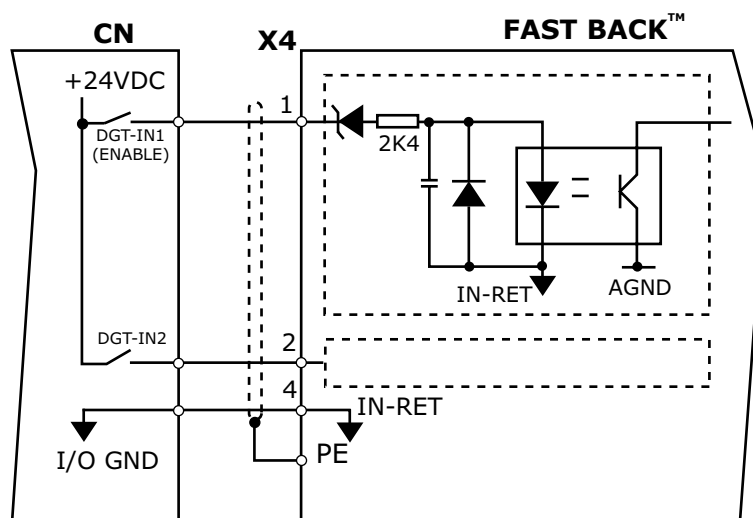 CN
X4
FAST BACK™
+24VDC
1
DGT-IN1
(ENABLE)
2K4
IN-RET
AGND
DGT-IN2
2
4
IN-RET
I/O GND
PE